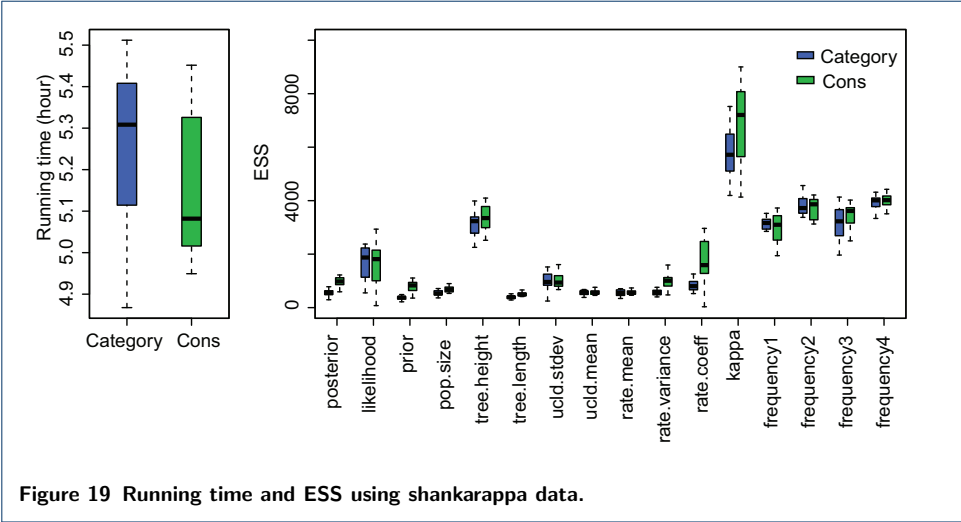 Running time (hour)
5.5
5.4
5.3
5.2
5.1
5.0
4.9
Category Cons
ESS
8000
4000
0
Category
Cons
posterior
likelihood
prior
pop.size
tree.height
tree.length
ucld.stdev
ucld.mean
rate.mean
rate.variance
rate.coeff
kappa
frequency1
frequency2
frequency3
frequency4
Figure 19 Running time and ESS using shankarappa data.